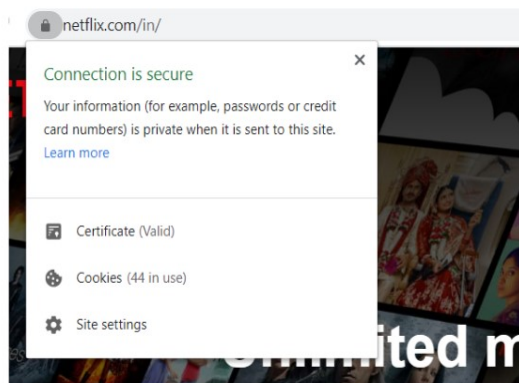 netflix.com/in/
Connection is secure
Your information (for example, passwords or credit
card numbers) is private when it is sent to this site.
Learn more
Certificate (Valid)
Cookies (44 in use)
Site settings